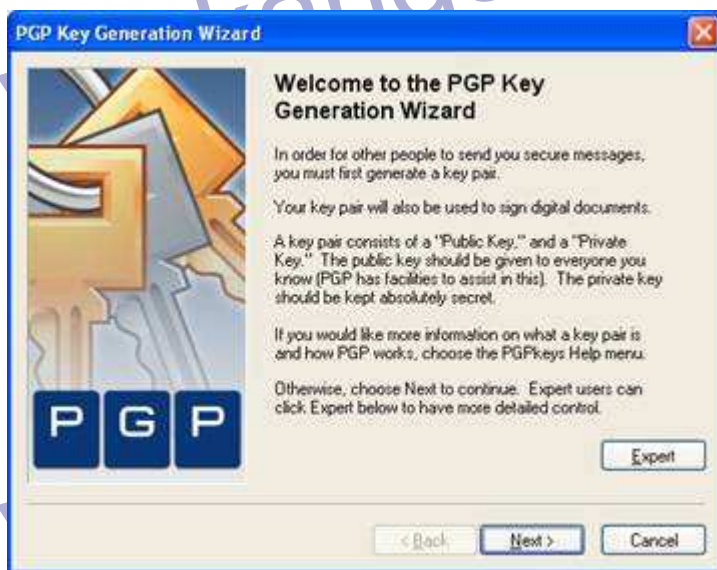 PGP Key Generation Wizard
Welcome to the PGP Key
Generation Wizard
In order for other people to send you secure messages,
you must first generate a key pair.
Your key pair will also be used to sign digital documents.
A key pair consists of a "Public Key," and a "Private
Key." The public key should be given to everyone you
know (PGP has facilities to assist in this). The private key
should be kept absolutely secret.
If you would like more information on what a key pair is
and how PGP works, choose the PGPkeys Help menu.
Otherwise, choose Next to continue. Expert users can
click Expert below to have more detailed control.
PGP
Expert
< Back
Next >
Cancel